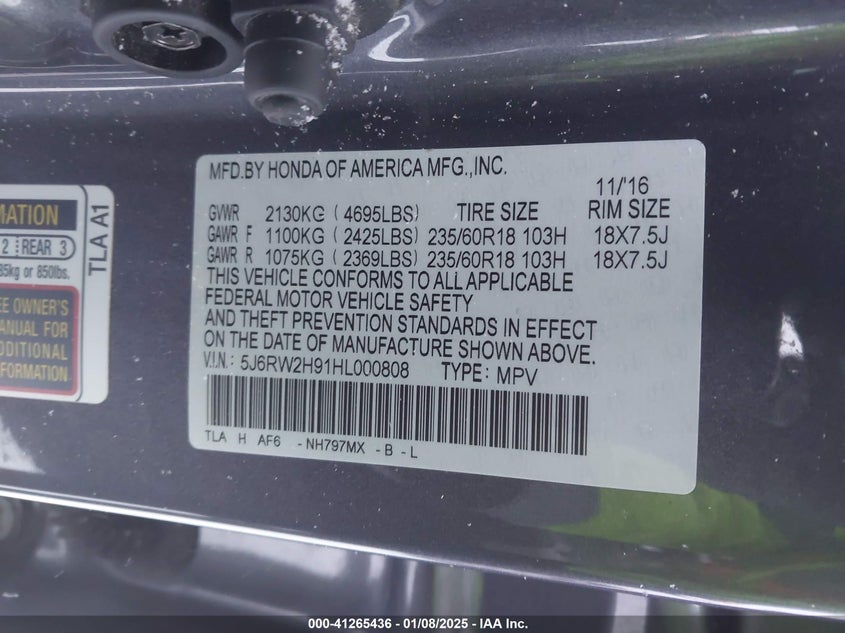 MFD.BY HONDA OF AMERICA MFG.,INC.
11/'16
GVWR 2130KG ( 4695LBS) TIRE SIZE RIM SIZE
GAWR F 1100KG ( 2425LBS) 235/60R18 103H 18X7.5J
GAWR R 1075KG ( 2369LBS) 235/60R18 103H 18X7.5J
THIS VEHICLE CONFORMS TO ALL APPLICABLE
FEDERAL MOTOR VEHICLE SAFETY
AND THEFT PREVENTION STANDARDS IN EFFECT
ON THE DATE OF MANUFACTURE SHOWN ABOVE.
V.I.N.: 5J6RW2H91HL000808 TYPE: MPV
TLA H AF6 - NH797MX - B - L
MATION
2 REAR 3
85kg or 850lbs.
EE OWNER'S
ANUAL FOR
DDITIONAL
FORMATION
TLA A1
000-41265436 - 01/08/2025 - IAA Inc.